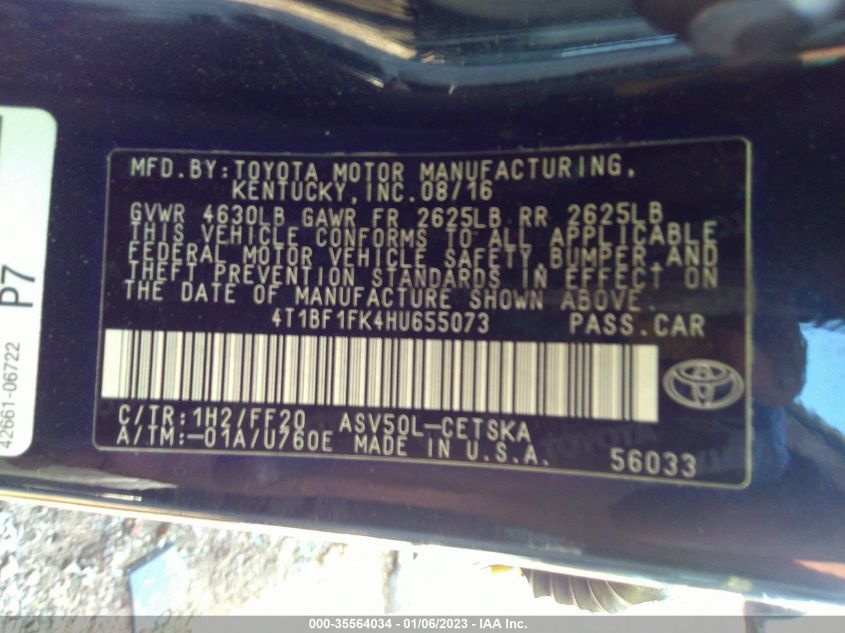 MFD.BY:TOYOTA MOTOR MANUFACTURING,
KENTUCKY,INC.08/16
GVWR 4630LB GAWR FR 2625LB RR 2625LB
THIS VEHICLE CONFORMS TO ALL APPLICABLE
FEDERAL MOTOR VEHICLE SAFETY, BUMPER,AND
THEFT PREVENTION STANDARDS IN EFFECT ON
THE DATE OF MANUFACTURE SHOWN ABOVE.
4T1BF1FK4HU655073 PASS.CAR
C/TR:1H2/FF20 ASV50L-CETSKA
A/TM:-01A/U760E MADE IN U.S.A. 56033
TOYOTA
P7
42661-06722
000-35564034 - 01/06/2023 - IAA Inc.